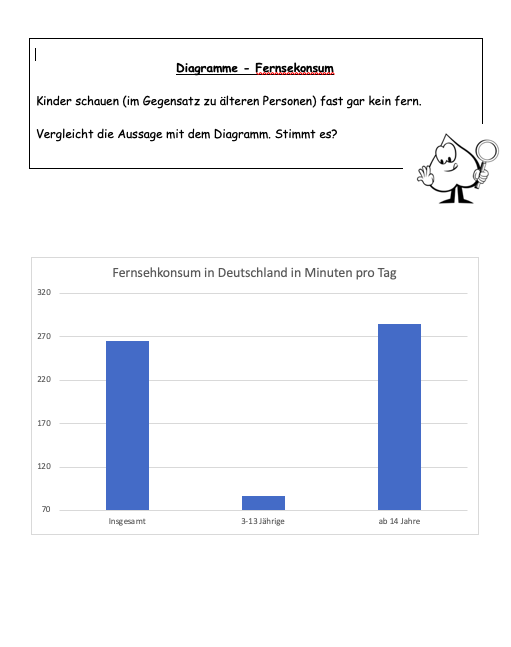 Diagramme - Fernsekonsum
Kinder schauen (im Gegensatz zu älteren Personen) fast gar kein fern.
Vergleicht die Aussage mit dem Diagramm. Stimmt es?
Fernsehkonsum in Deutschland in Minuten pro Tag
320
270
220
170
120
70
Insgesamt 3-13 Jährige ab 14 Jahre